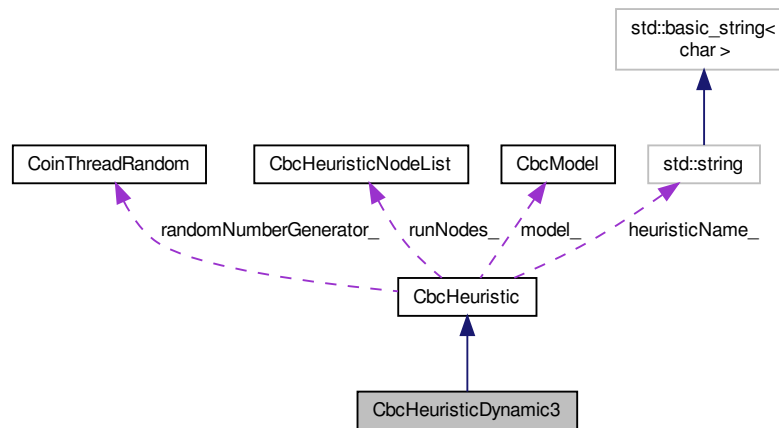 std::basic_string<
char >
CoinThreadRandom
CbcHeuristicNodeList
CbcModel
std::string
randomNumberGenerator_
runNodes_
model_
heuristicName_
CbcHeuristic
CbcHeuristicDynamic3